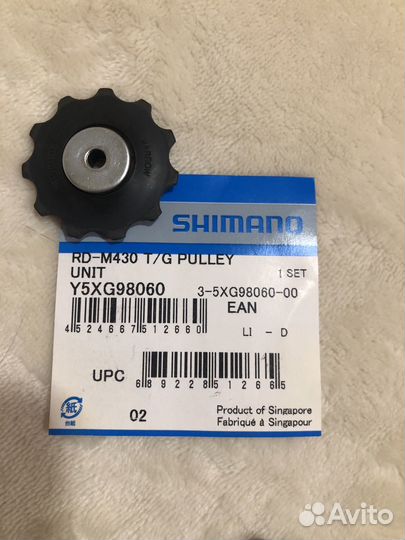 SHIMANO
RD-M430 T/G PULLEY
UNIT 1 SET
Y5XG98060 3-5XG98060-00
EAN
4 524667 512660
LI - D
UPC
6 89228 51266 5
紙
02
Product of Singapore
Fabriqué à Singapour
Avito